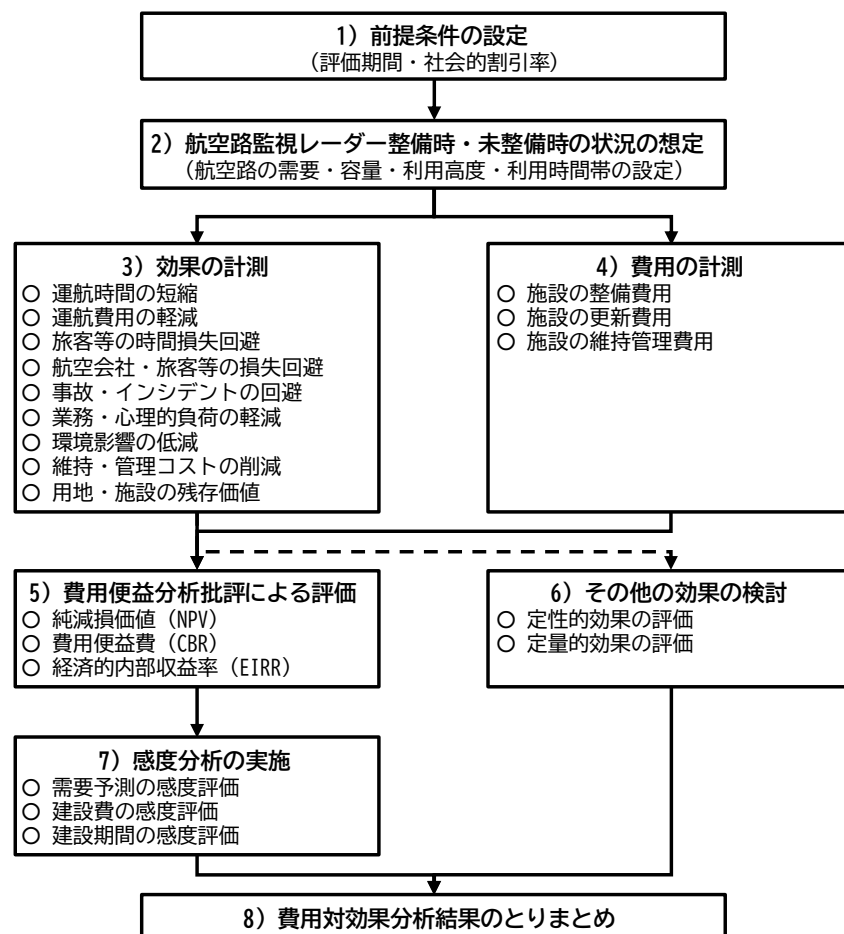 1) 前提条件の設定
(評価期間・社会的割引率)
2) 航空路監視レーダー整備時・未整備時の状況の想定
(航空路の需要・容量・利用高度・利用時間帯の設定)
3) 効果の計測
○ 運航時間の短縮
○ 運航費用の軽減
○ 旅客等の時間損失回避
○ 航空会社・旅客等の損失回避
○ 事故・インシデントの回避
○ 業務・心理的負荷の軽減
○ 環境影響の低減
○ 維持・管理コストの削減
○ 用地・施設の残存価値
4) 費用の計測
○ 施設の整備費用
○ 施設の更新費用
○ 施設の維持管理費用
5) 費用便益分析批評による評価
○ 純減損価値 (NPV)
○ 費用便益費 (CBR)
○ 経済的内部収益率 (EIRR)
6) その他の効果の検討
○ 定性的効果の評価
○ 定量的効果の評価
7) 感度分析の実施
○ 需要予測の感度評価
○ 建設費の感度評価
○ 建設期間の感度評価
8) 費用対効果分析結果のとりまとめ